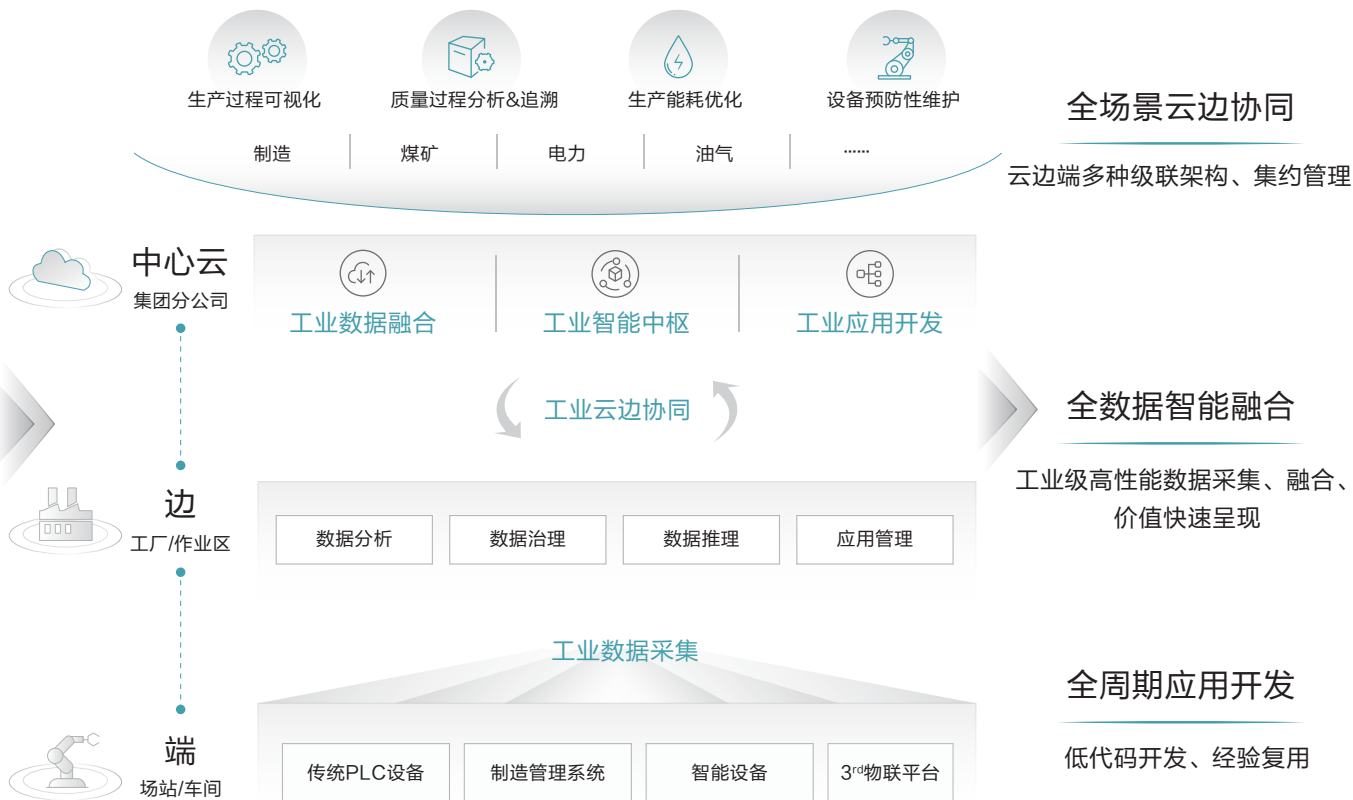 生产过程可视化
质量过程分析&追溯
生产能耗优化
设备预防性维护
制造
煤矿
电力
油气
······
全场景云边协同
云边端多种级联架构、集约管理
中心云
集团分公司
工业数据融合
工业智能中枢
工业应用开发
工业云边协同
全数据智能融合
工业级高性能数据采集、融合、
价值快速呈现
边
工厂/作业区
数据分析
数据治理
数据推理
应用管理
工业数据采集
端
场站/车间
传统PLC设备
制造管理系统
智能设备
3rd物联平台
全周期应用开发
低代码开发、经验复用